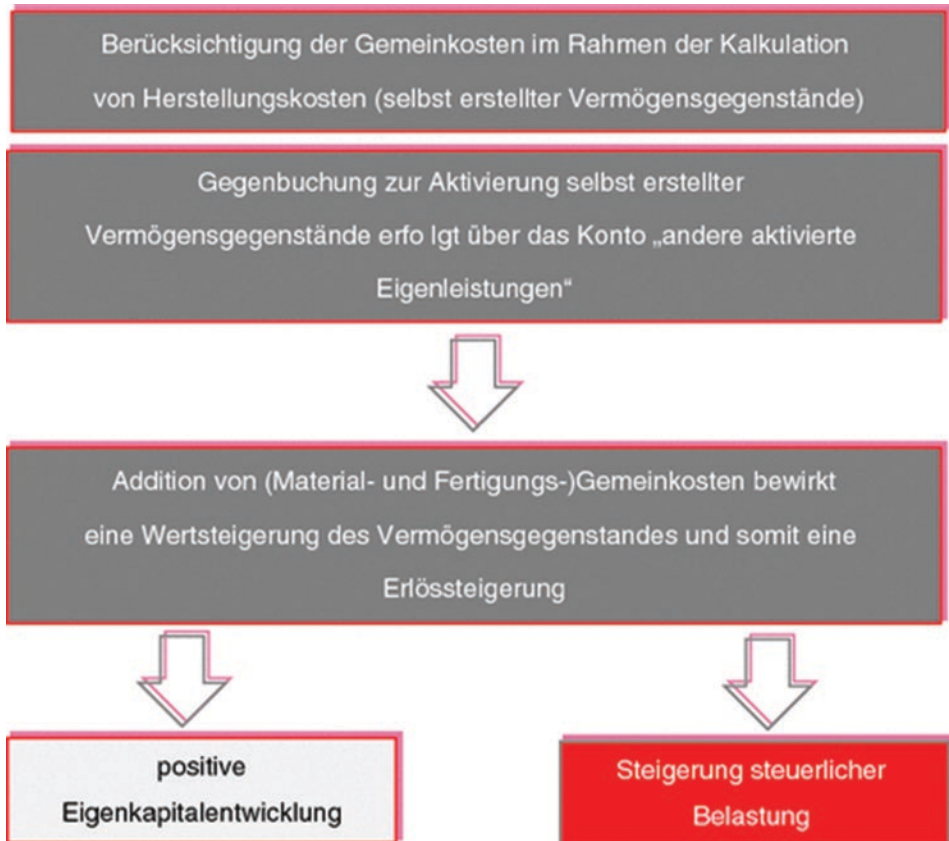 Berücksichtigung der Gemeinkosten im Rahmen der Kalkulation
von Herstellungskosten (selbst erstellter Vermögensgegenstände)
Gegenbuchung zur Aktivierung selbst erstellter
Vermögensgegenstände erfo lgt über das Konto „andere aktivierte
Eigenleistungen“
Addition von (Material- und Fertigungs-)Gemeinkosten bewirkt
eine Wertsteigerung des Vermögensgegenstandes und somit eine
Erlössteigerung
positive
Eigenkapitalentwicklung
Steigerung steuerlicher
Belastung